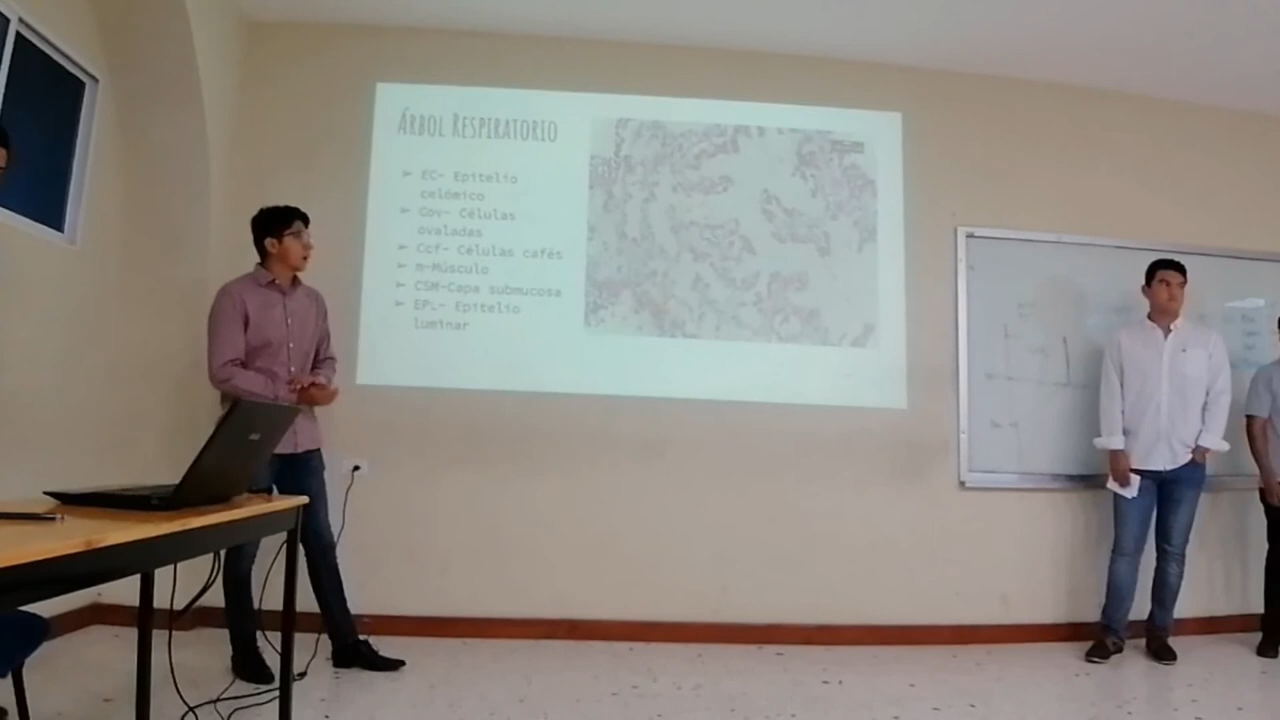 ÁRBOL RESPIRATORIO
➢ EC- Epitelio
celómico
➢ Cov- Células
ovaladas
➢ Ccf- Células cafés
➢ m-Músculo
➢ CSM-Capa submucosa
➢ EPL- Epitelio
luminar